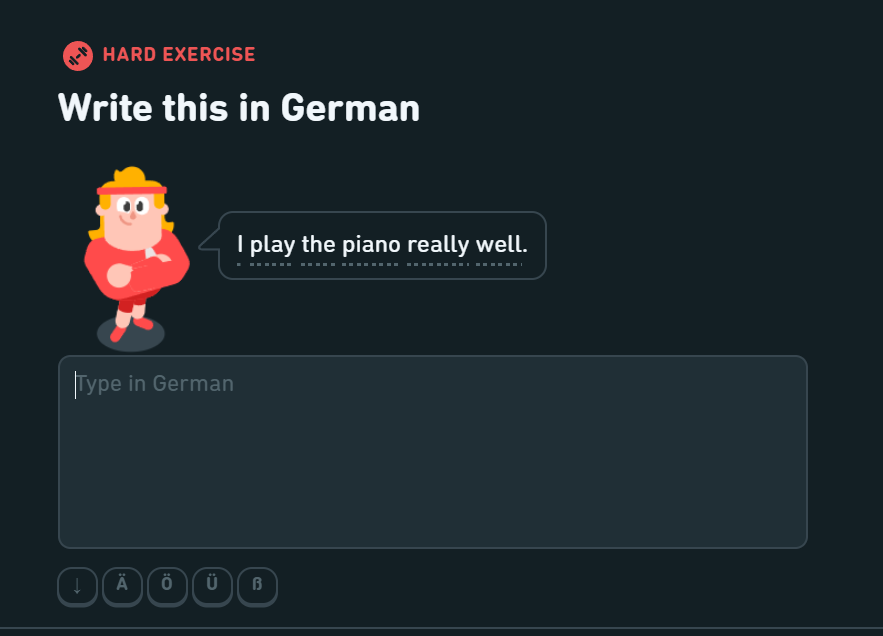 HARD EXERCISE
Write this in German
I play the piano really well.
Type in German
↓ Ä Ö Ü ß